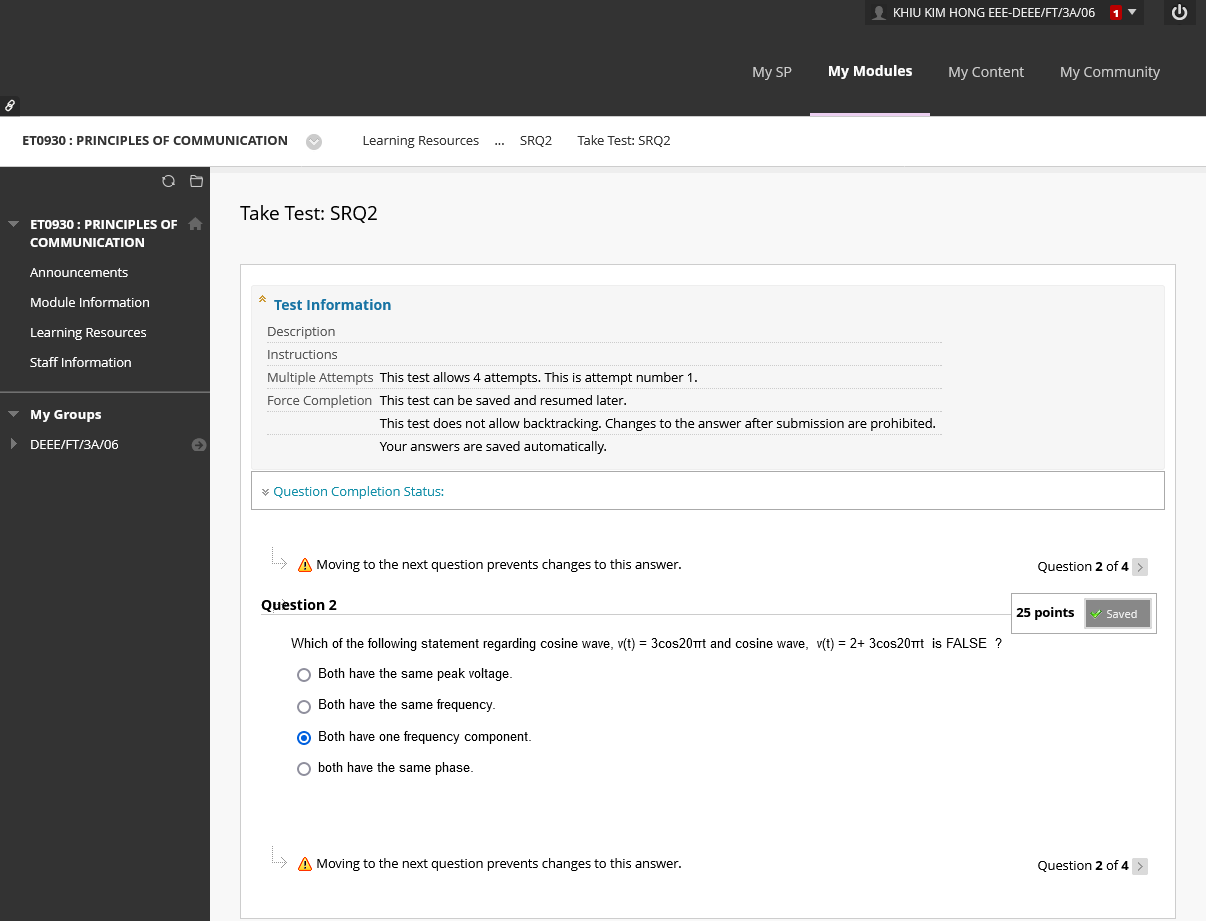 KHIU KIM HONG EEE-DEEE/FT/3A/06 1
My SP My Modules My Content My Community
ET0930 : PRINCIPLES OF COMMUNICATION Learning Resources ... SRQ2 Take Test: SRQ2
ET0930 : PRINCIPLES OF
COMMUNICATION
Announcements
Module Information
Learning Resources
Staff Information
My Groups
DEEE/FT/3A/06
Take Test: SRQ2
Test Information
Description
Instructions
Multiple Attempts This test allows 4 attempts. This is attempt number 1.
Force Completion This test can be saved and resumed later.
This test does not allow backtracking. Changes to the answer after submission are prohibited.
Your answers are saved automatically.
Question Completion Status:
Moving to the next question prevents changes to this answer. Question 2 of 4
Question 2
25 points Saved
Which of the following statement regarding cosine wave, v(t) = 3cos20πt and cosine wave, v(t) = 2+ 3cos20πt is FALSE ?
Both have the same peak voltage.
Both have the same frequency.
Both have one frequency component.
both have the same phase.
Moving to the next question prevents changes to this answer. Question 2 of 4